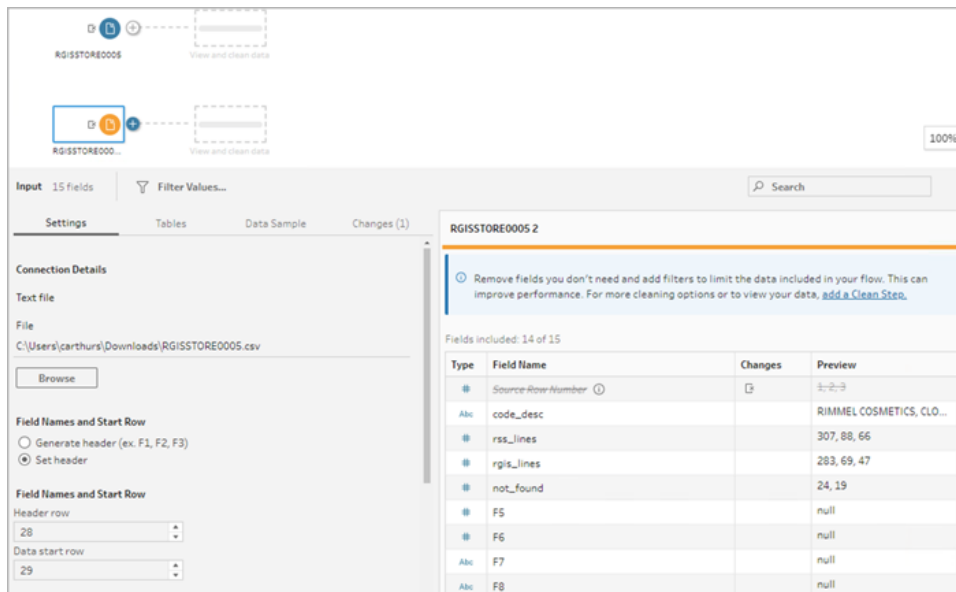 RGISSTORE0005
View and clean data
RGISSTORE000...
View and clean data
100%
Input 15 fields Filter Values...
Search
Settings Tables Data Sample Changes (1)
Connection Details
Text file
File
C:\Users\carthurs\Downloads\RGISSTORE0005.csv
Browse
Field Names and Start Row
Generate header (ex. F1, F2, F3)
Set header
Field Names and Start Row
Header row
28
Data start row
29
RGISSTORE0005 2
Remove fields you don't need and add filters to limit the data included in your flow. This can
improve performance. For more cleaning options or to view your data, add a Clean Step.
Fields included: 14 of 15
Type Field Name Changes Preview
# Source Row Number 1, 2, 3
Abc code_desc RIMMEL COSMETICS, CLO...
# rss_lines 307, 88, 66
# rgis_lines 283, 69, 47
# not_found 24, 19
# F5 null
# F6 null
Abc F7 null
Abc F8 null